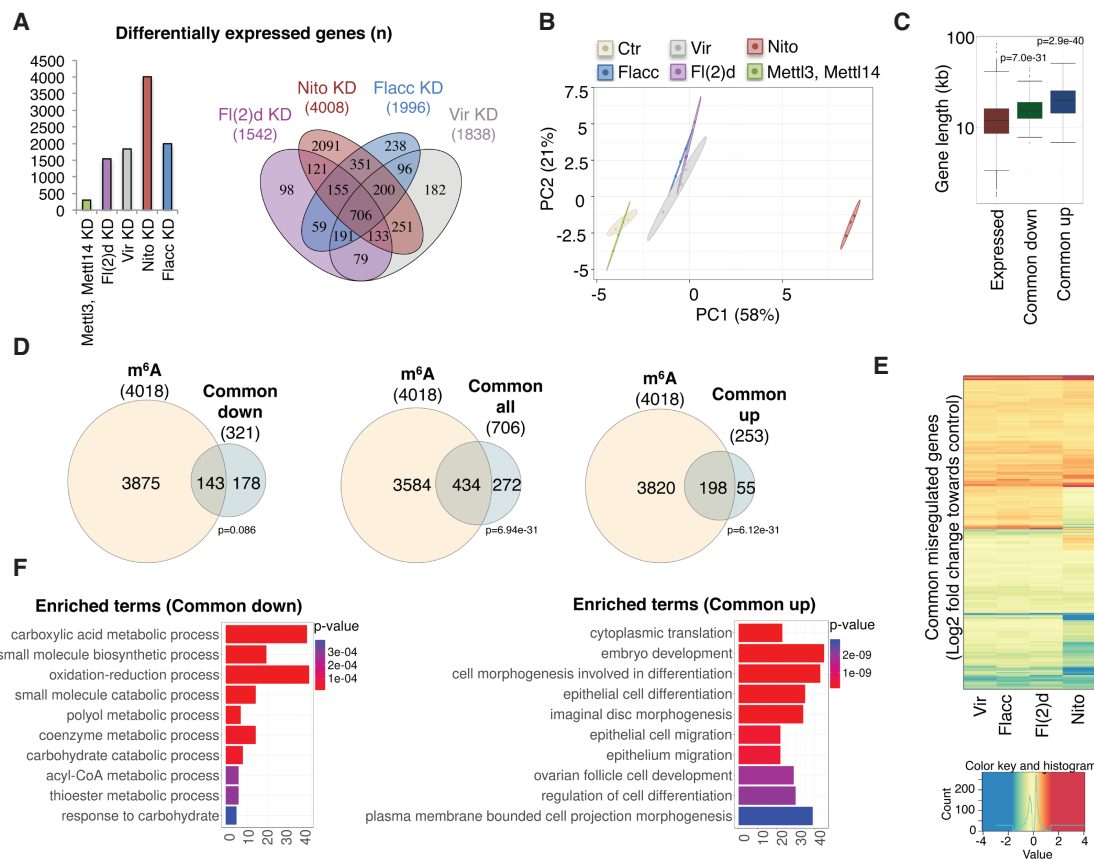 A
Differentially expressed genes (n)
4500
4000
3500
3000
2500
2000
1500
1000
500
0
Mettl3, Mettl14 KD
Fl(2)d KD
Vir KD
Nito KD
Flacc KD
Nito KD
(4008)
Flacc KD
(1996)
Fl(2)d KD
(1542)
Vir KD
(1838)
2091
238
121
351
96
98
155
200
182
706
59
191
133
251
79
B
Ctr
Vir
Nito
Flacc
Fl(2)d
Mettl3, Mettl14
PC2 (21%)
7.5
5
2.5
0
-2.5
-5
-5
0
5
PC1 (58%)
C
Gene length (kb)
100
10
p=7.0e-31
p=2.9e-40
Expressed
Common down
Common up
D
m⁶A
(4018)
Common
down
(321)
3875
143
178
p=0.086
m⁶A
(4018)
Common
all
(706)
3584
434
272
p=6.94e-31
m⁶A
(4018)
Common
up
(253)
3820
198
55
p=6.12e-31
E
Common misregulated genes
(Log2 fold change towards control)
Vir
Flacc
Fl(2)d
Nito
Color key and histogram
Count
200
100
0
-4
-2
0
2
4
Value
F
Enriched terms (Common down)
carboxylic acid metabolic process
small molecule biosynthetic process
oxidation-reduction process
small molecule catabolic process
polyol metabolic process
coenzyme metabolic process
carbohydrate catabolic process
acyl-CoA metabolic process
thioester metabolic process
response to carbohydrate
0
10
20
30
40
p-value
3e-04
2e-04
1e-04
Enriched terms (Common up)
cytoplasmic translation
embryo development
cell morphogenesis involved in differentiation
epithelial cell differentiation
imaginal disc morphogenesis
epithelial cell migration
epithelium migration
ovarian follicle cell development
regulation of cell differentiation
plasma membrane bounded cell projection morphogenesis
0
10
20
30
40
p-value
2e-09
1e-09